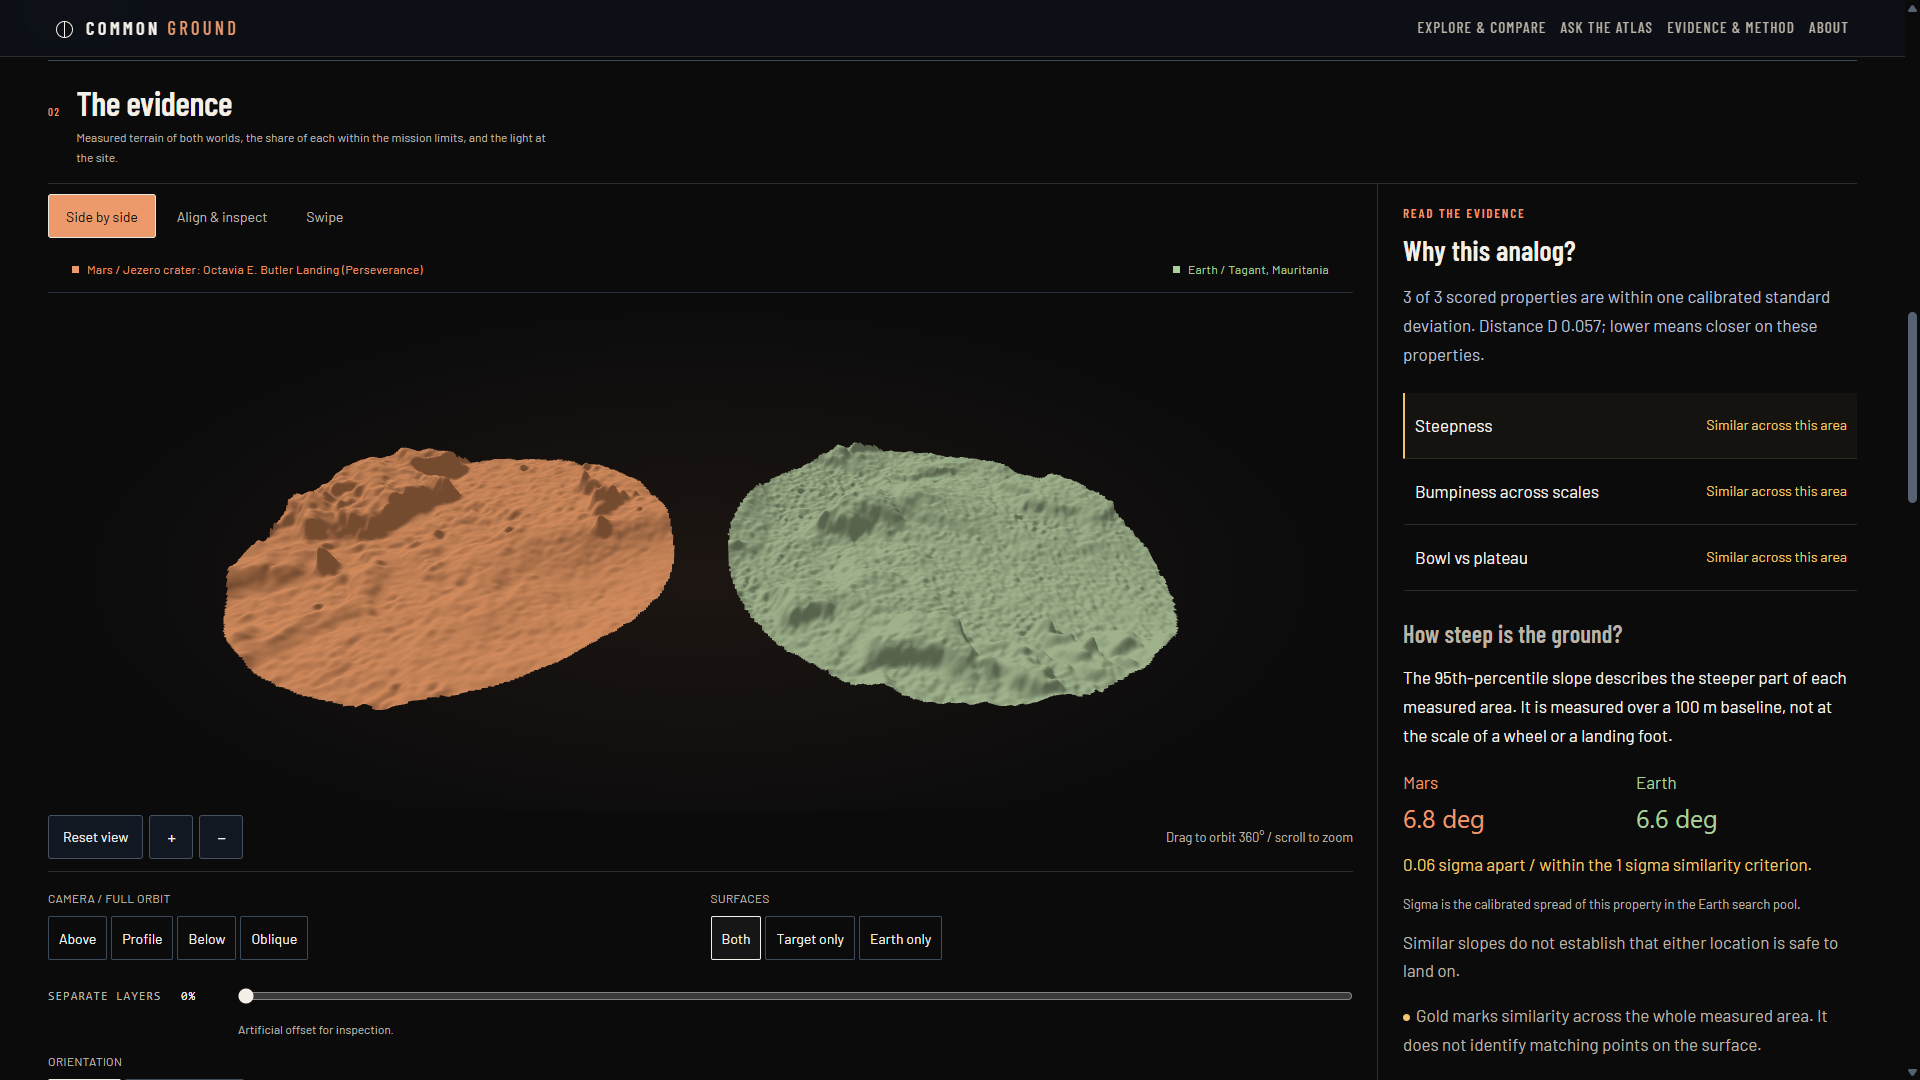 COMMON GROUND
EXPLORE & COMPARE
ASK THE ATLAS
EVIDENCE & METHOD
ABOUT
02
The evidence
Measured terrain of both worlds, the share of each within the mission limits, and the light at
the site.
Side by side
Align & inspect
Swipe
Mars / Jezero crater: Octavia E. Butler Landing (Perseverance)
Earth / Tagant, Mauritania
Reset view
+
–
Drag to orbit 360° / scroll to zoom
CAMERA / FULL ORBIT
Above
Profile
Below
Oblique
SURFACES
Both
Target only
Earth only
SEPARATE LAYERS 0%
Artificial offset for inspection.
ORIENTATION
READ THE EVIDENCE
Why this analog?
3 of 3 scored properties are within one calibrated standard
deviation. Distance D 0.057; lower means closer on these
properties.
Steepness
Similar across this area
Bumpiness across scales
Similar across this area
Bowl vs plateau
Similar across this area
How steep is the ground?
The 95th-percentile slope describes the steeper part of each
measured area. It is measured over a 100 m baseline, not at
the scale of a wheel or a landing foot.
Mars
Earth
6.8 deg
6.6 deg
0.06 sigma apart / within the 1 sigma similarity criterion.
Sigma is the calibrated spread of this property in the Earth search pool.
Similar slopes do not establish that either location is safe to
land on.
Gold marks similarity across the whole measured area. It
does not identify matching points on the surface.